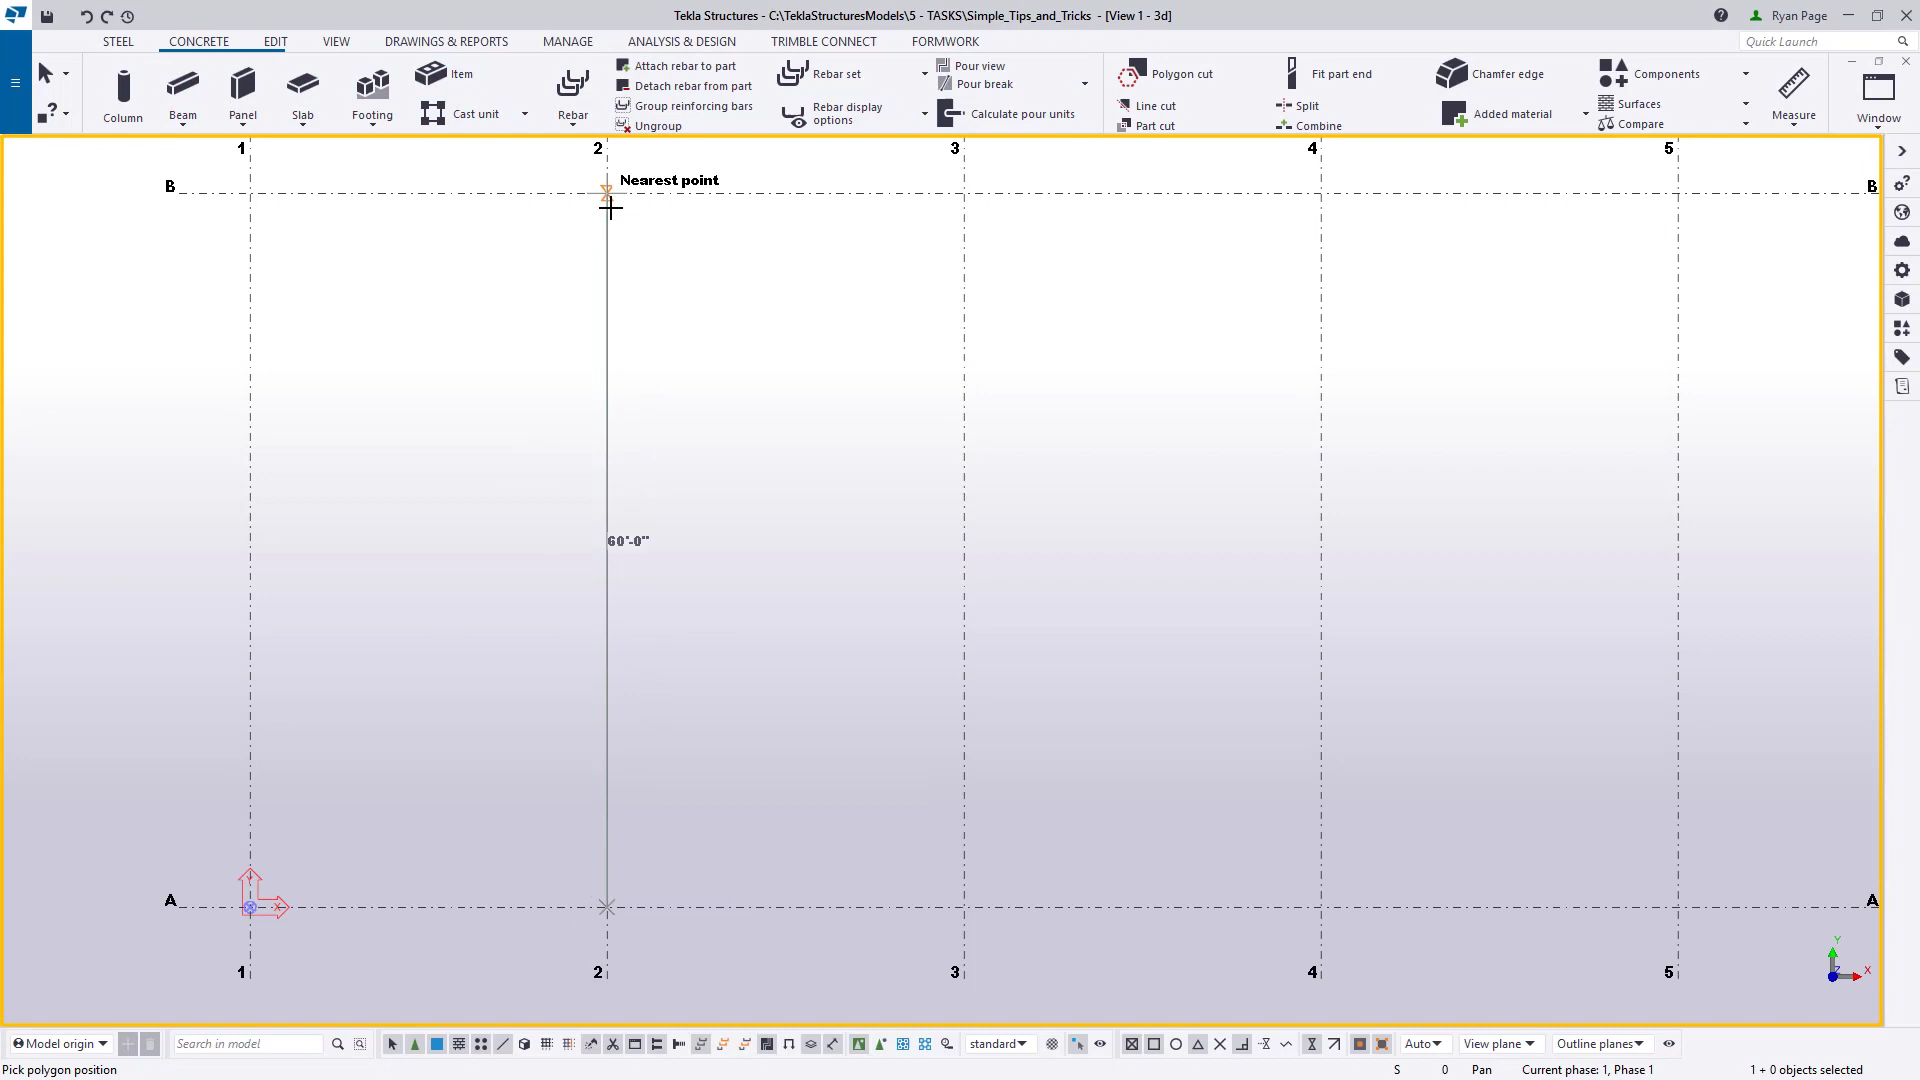 Tekla Structures - C:\TeklaStructuresModels\5 - TASKS\Simple_Tips_and_Tricks - [View 1 - 3d]
Ryan Page
STEEL CONCRETE EDIT VIEW DRAWINGS & REPORTS MANAGE ANALYSIS & DESIGN TRIMBLE CONNECT FORMWORK
Quick Launch
Column
Beam
Panel
Slab
Footing
Item
Cast unit
Rebar
Attach rebar to part
Detach rebar from part
Group reinforcing bars
Ungroup
Rebar set
Rebar display
options
Pour view
Pour break
Calculate pour units
Polygon cut
Line cut
Part cut
Fit part end
Split
Combine
Chamfer edge
Added material
Components
Surfaces
Compare
Measure
Window
1 2 3 4 5
B Nearest point B
60'-0"
Y
X
A A
Y
X
Z
1 2 3 4 5
Model origin
Search in model
standard
Auto
View plane
Outline planes
Pick polygon position
S 0 Pan Current phase: 1, Phase 1 1 + 0 objects selected